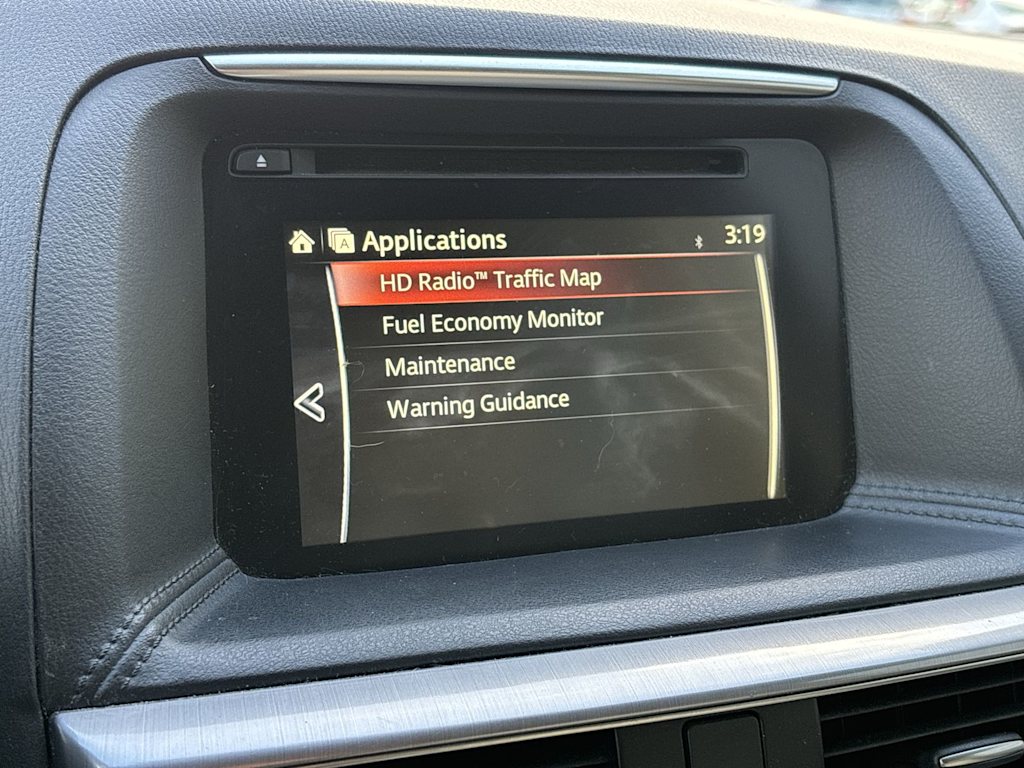 A Applications 3:19
HD Radio™ Traffic Map
Fuel Economy Monitor
Maintenance
Warning Guidance